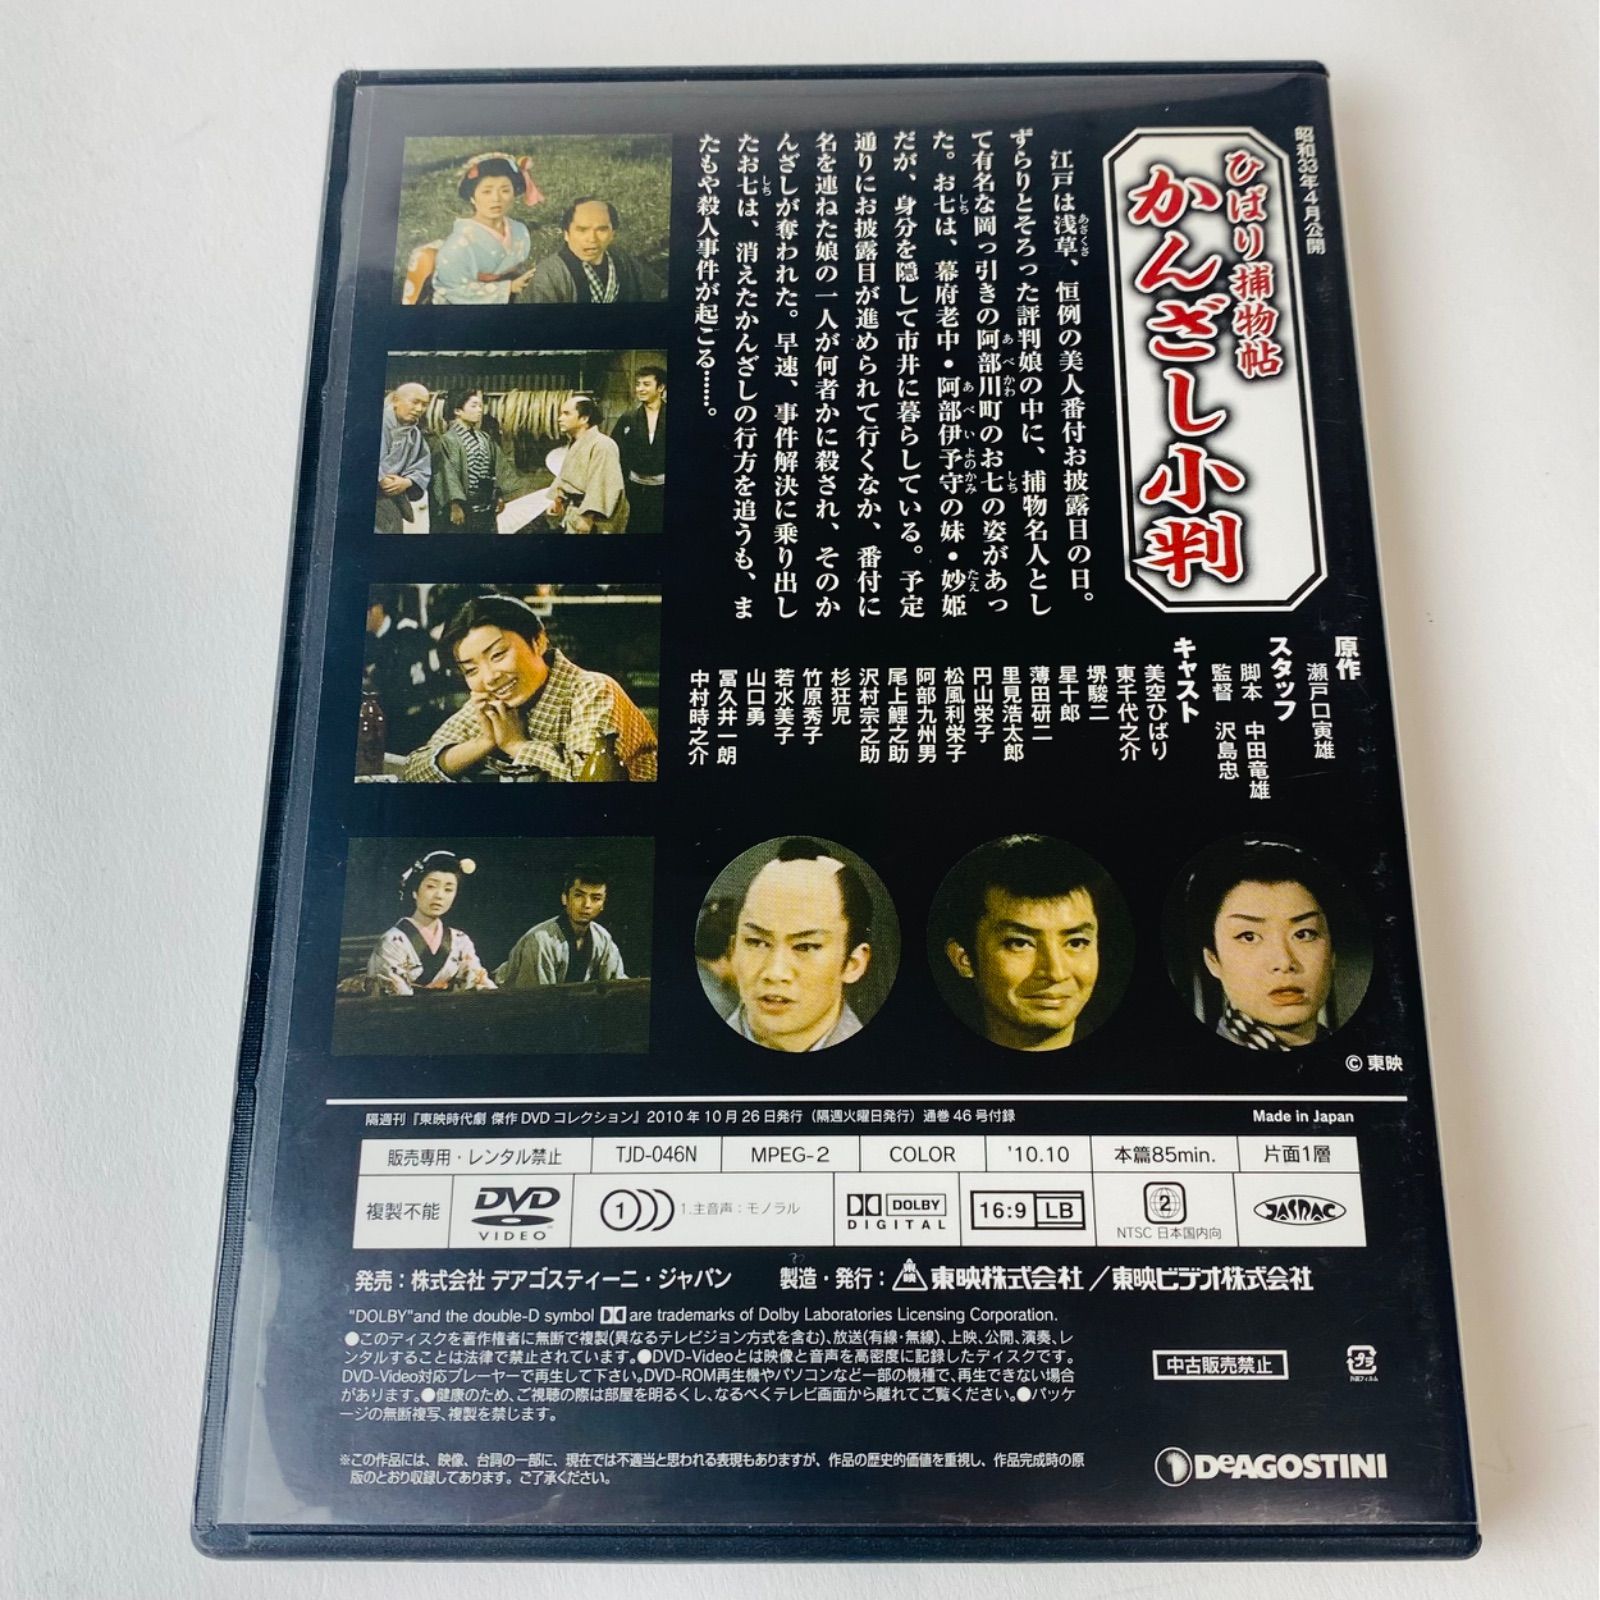 昭和33年4月公開
ひばり捕物帖
かんざし小判
江戸は浅草、恒例の美人番付お披露目の日。
ずらりとそろった評判娘の中に、捕物名人とし
て有名な岡っ引きの阿部川町のお七の姿があっ
た。お七は、幕府老中・阿部伊予守の妹・妙姫
だが、身分を隠して市井に暮らしている。予定
通りにお披露目が進められて行くなか、番付に
名を連ねた娘の一人が何者かに殺され、そのか
んざしが奪われた。早速、事件解決に乗り出し
たお七は、消えたかんざしの行方を追うも、ま
たもや殺人事件が起こる……。
原作
瀬戸口寅雄
スタッフ
脚本 中田竜雄
監督 沢島忠
キャスト
美空ひばり
東千代之介
堺駿二
星十郎
薄田研二
里見浩太郎
円山栄子
松風利栄子
阿部九州男
尾上鯉之助
沢村宗之助
杉狂児
竹原秀子
若水美子
山口勇
冨久井一朗
中村時之介
© 東映
隔週刊『東映時代劇 傑作DVDコレクション』2010年10月26日発行（隔週火曜日発行）通巻46号付録
Made in Japan
販売専用・レンタル禁止 TJD-046N MPEG-2 COLOR '10.10 本篇85min. 片面1層
複製不能 DVD VIDEO 1 1.主音声：モノラル DOLBY DIGITAL 16:9 LB 2 NTSC 日本国内向 JASRAC
発売：株式会社 デアゴスティーニ・ジャパン 製造・発行：東映 東映株式会社／東映ビデオ株式会社
"DOLBY"and the double-D symbol are trademarks of Dolby Laboratories Licensing Corporation.
●このディスクを著作権者に無断で複製(異なるテレビジョン方式を含む)、放送(有線・無線)、上映、公開、演奏、レ
ンタルすることは法律で禁止されています。●DVD-Videoとは映像と音声を高密度に記録したディスクです。
DVD-Video対応プレーヤーで再生して下さい。DVD-ROM再生機やパソコンなど一部の機種で、再生できない場合
があります。●健康のため、ご視聴の際は部屋を明るくし、なるべくテレビ画面から離れてご覧ください。●パッケ
ージの無断複写、複製を禁じます。
中古販売禁止
プラ
外装フィルム
※この作品には、映像、台詞の一部に、現在では不適当と思われる表現もありますが、作品の歴史的価値を重視し、作品完成時の原
版のとおり収録してあります。ご了承ください。
DeAGOSTINI